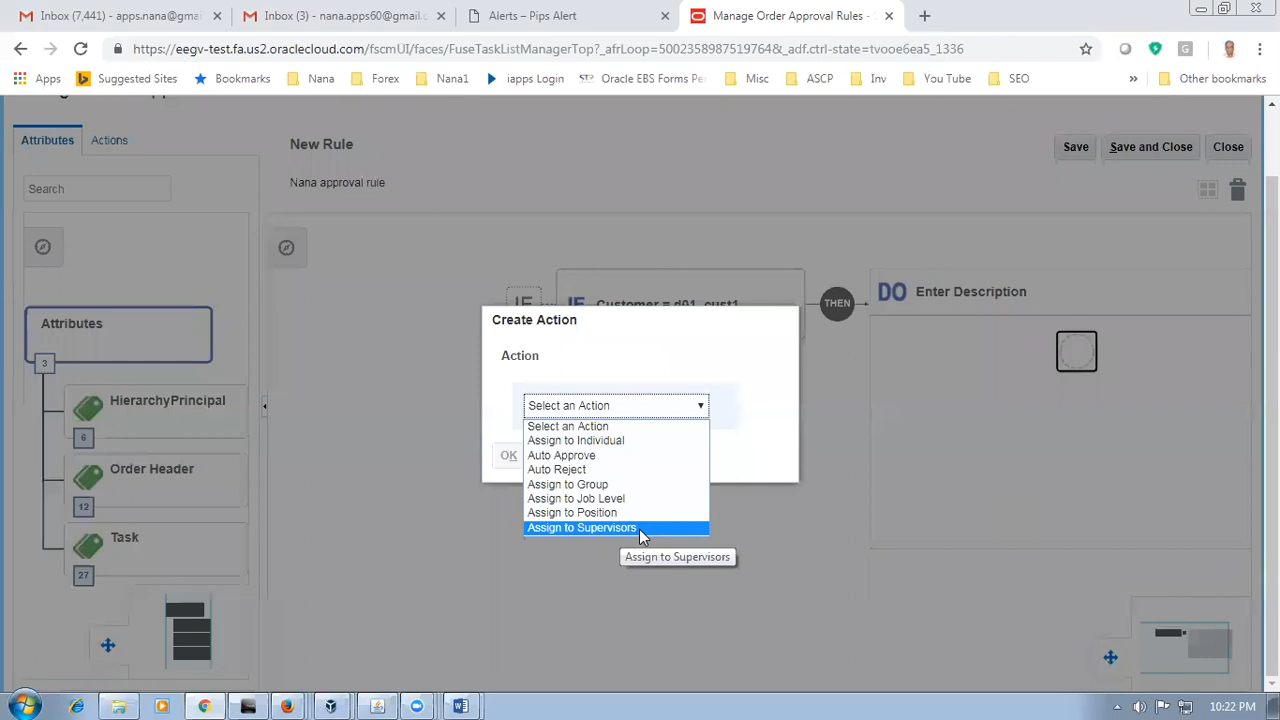 Inbox (7,441) - apps.nana@gmar
Inbox (3) - nana.apps60@gmail.c
Alerts – Pips Alert
Manage Order Approval Rules -
https://eegv-test.fa.us2.oraclecloud.com/fscmUI/faces/FuseTaskListManagerTop?_afrLoop=5002358987519764&_adf.ctrl-state=tvooe6ea5_1336
Apps Suggested Sites Bookmarks Nana Forex Nana1 iapps Login Oracle EBS Forms Pe Misc ASCP Inv You Tube SEO » Other bookmarks
Attributes Actions
New Rule
Save Save and Close Close
Search
Nana approval rule
IF IF Customer = d01_cust1 THEN DO Enter Description
Attributes
3
Create Action
Action
Select an Action
Select an Action
Assign to Individual
Auto Approve
Auto Reject
Assign to Group
Assign to Job Level
Assign to Position
Assign to Supervisors
OK
Assign to Supervisors
HierarchyPrincipal
6
Order Header
12
Task
27
10:22 PM